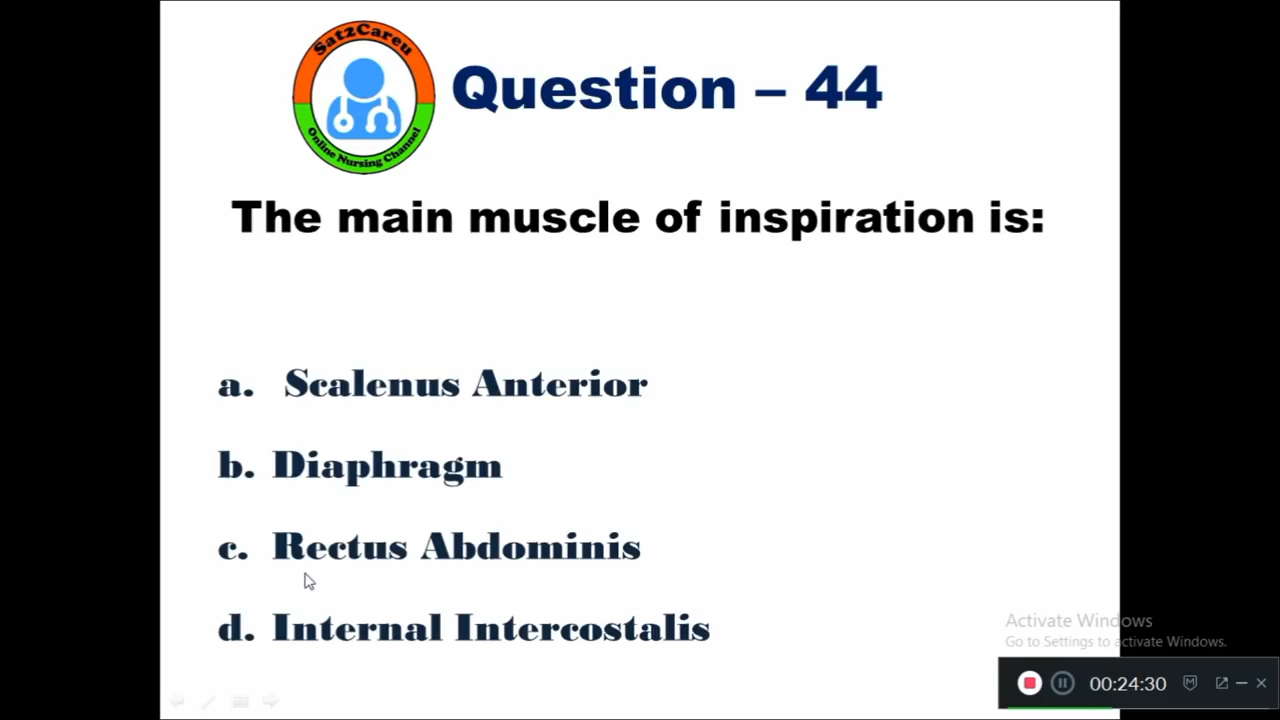 Sat2Careu
Online Nursing Channel
Question – 44
The main muscle of inspiration is:
a. Scalenus Anterior
b. Diaphragm
c. Rectus Abdominis
d. Internal Intercostalis
Activate Windows
Go to Settings to activate Windows.
00:24:30